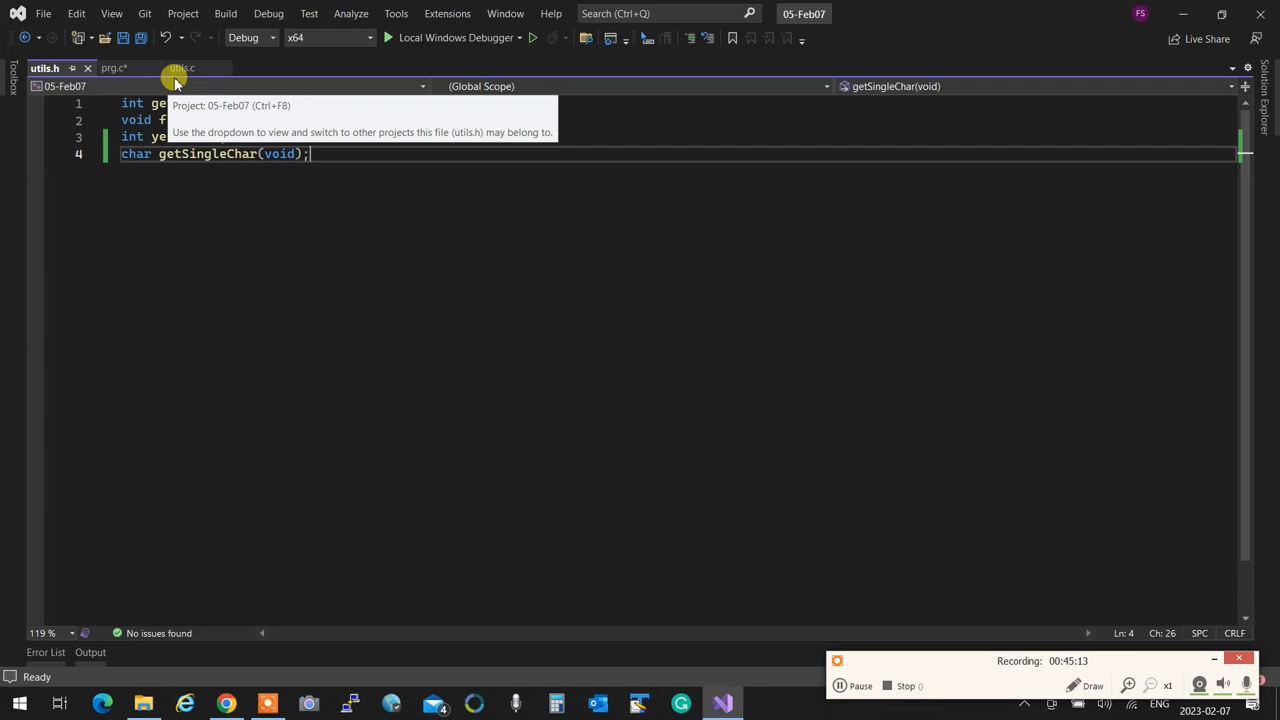 File Edit View Git Project Build Debug Test Analyze Tools Extensions Window Help Search (Ctrl+Q) 05-Feb07 FS
Debug x64 Local Windows Debugger Live Share
utils.h prg.c* utils.c
05-Feb07 (Global Scope) getSingleChar(void)
Toolbox
Solution Explorer
1 int ge
Project: 05-Feb07 (Ctrl+F8)
2 void f
3 int ye
Use the dropdown to view and switch to other projects this file (utils.h) may belong to.
4 char getSingleChar(void);
119 % No issues found Ln: 4 Ch: 26 SPC CRLF
Error List Output
Recording: 00:45:13
Ready
Pause Stop () Draw x1
4 ENG 2023-02-07